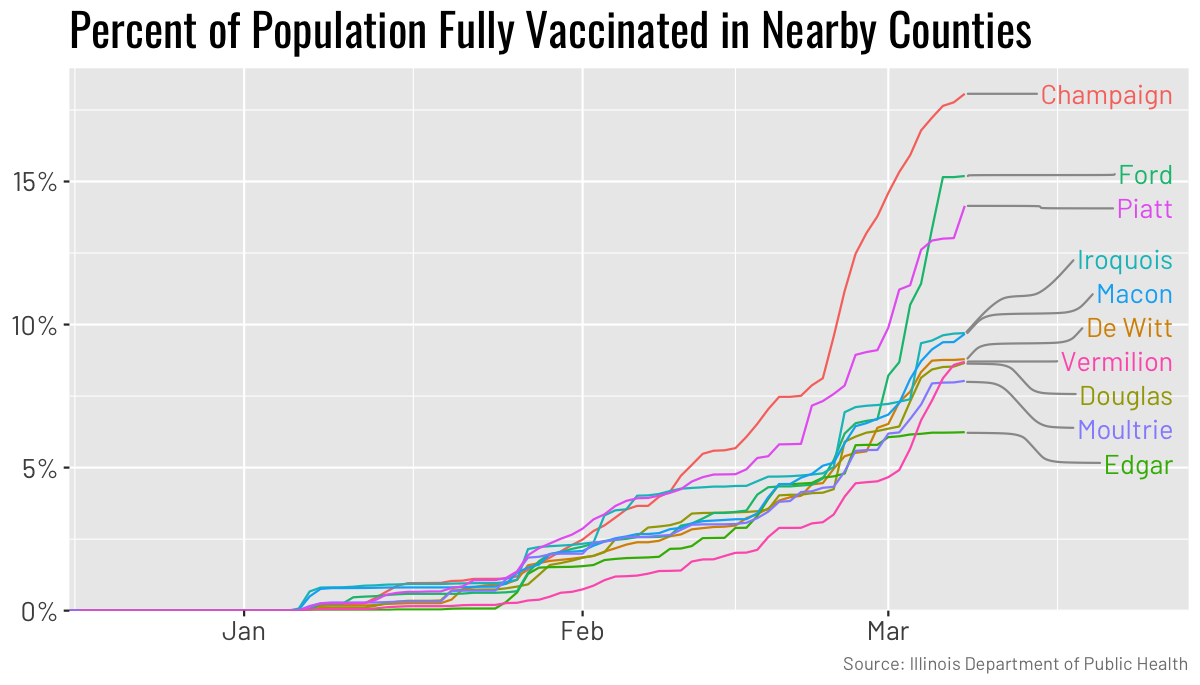 Percent of Population Fully Vaccinated in Nearby Counties
Champaign
15%
Ford
Piatt
Iroquois
Macon
10%
De Witt
Vermilion
Douglas
Moultrie
5%
Edgar
0%
Jan Feb Mar
Source: Illinois Department of Public Health